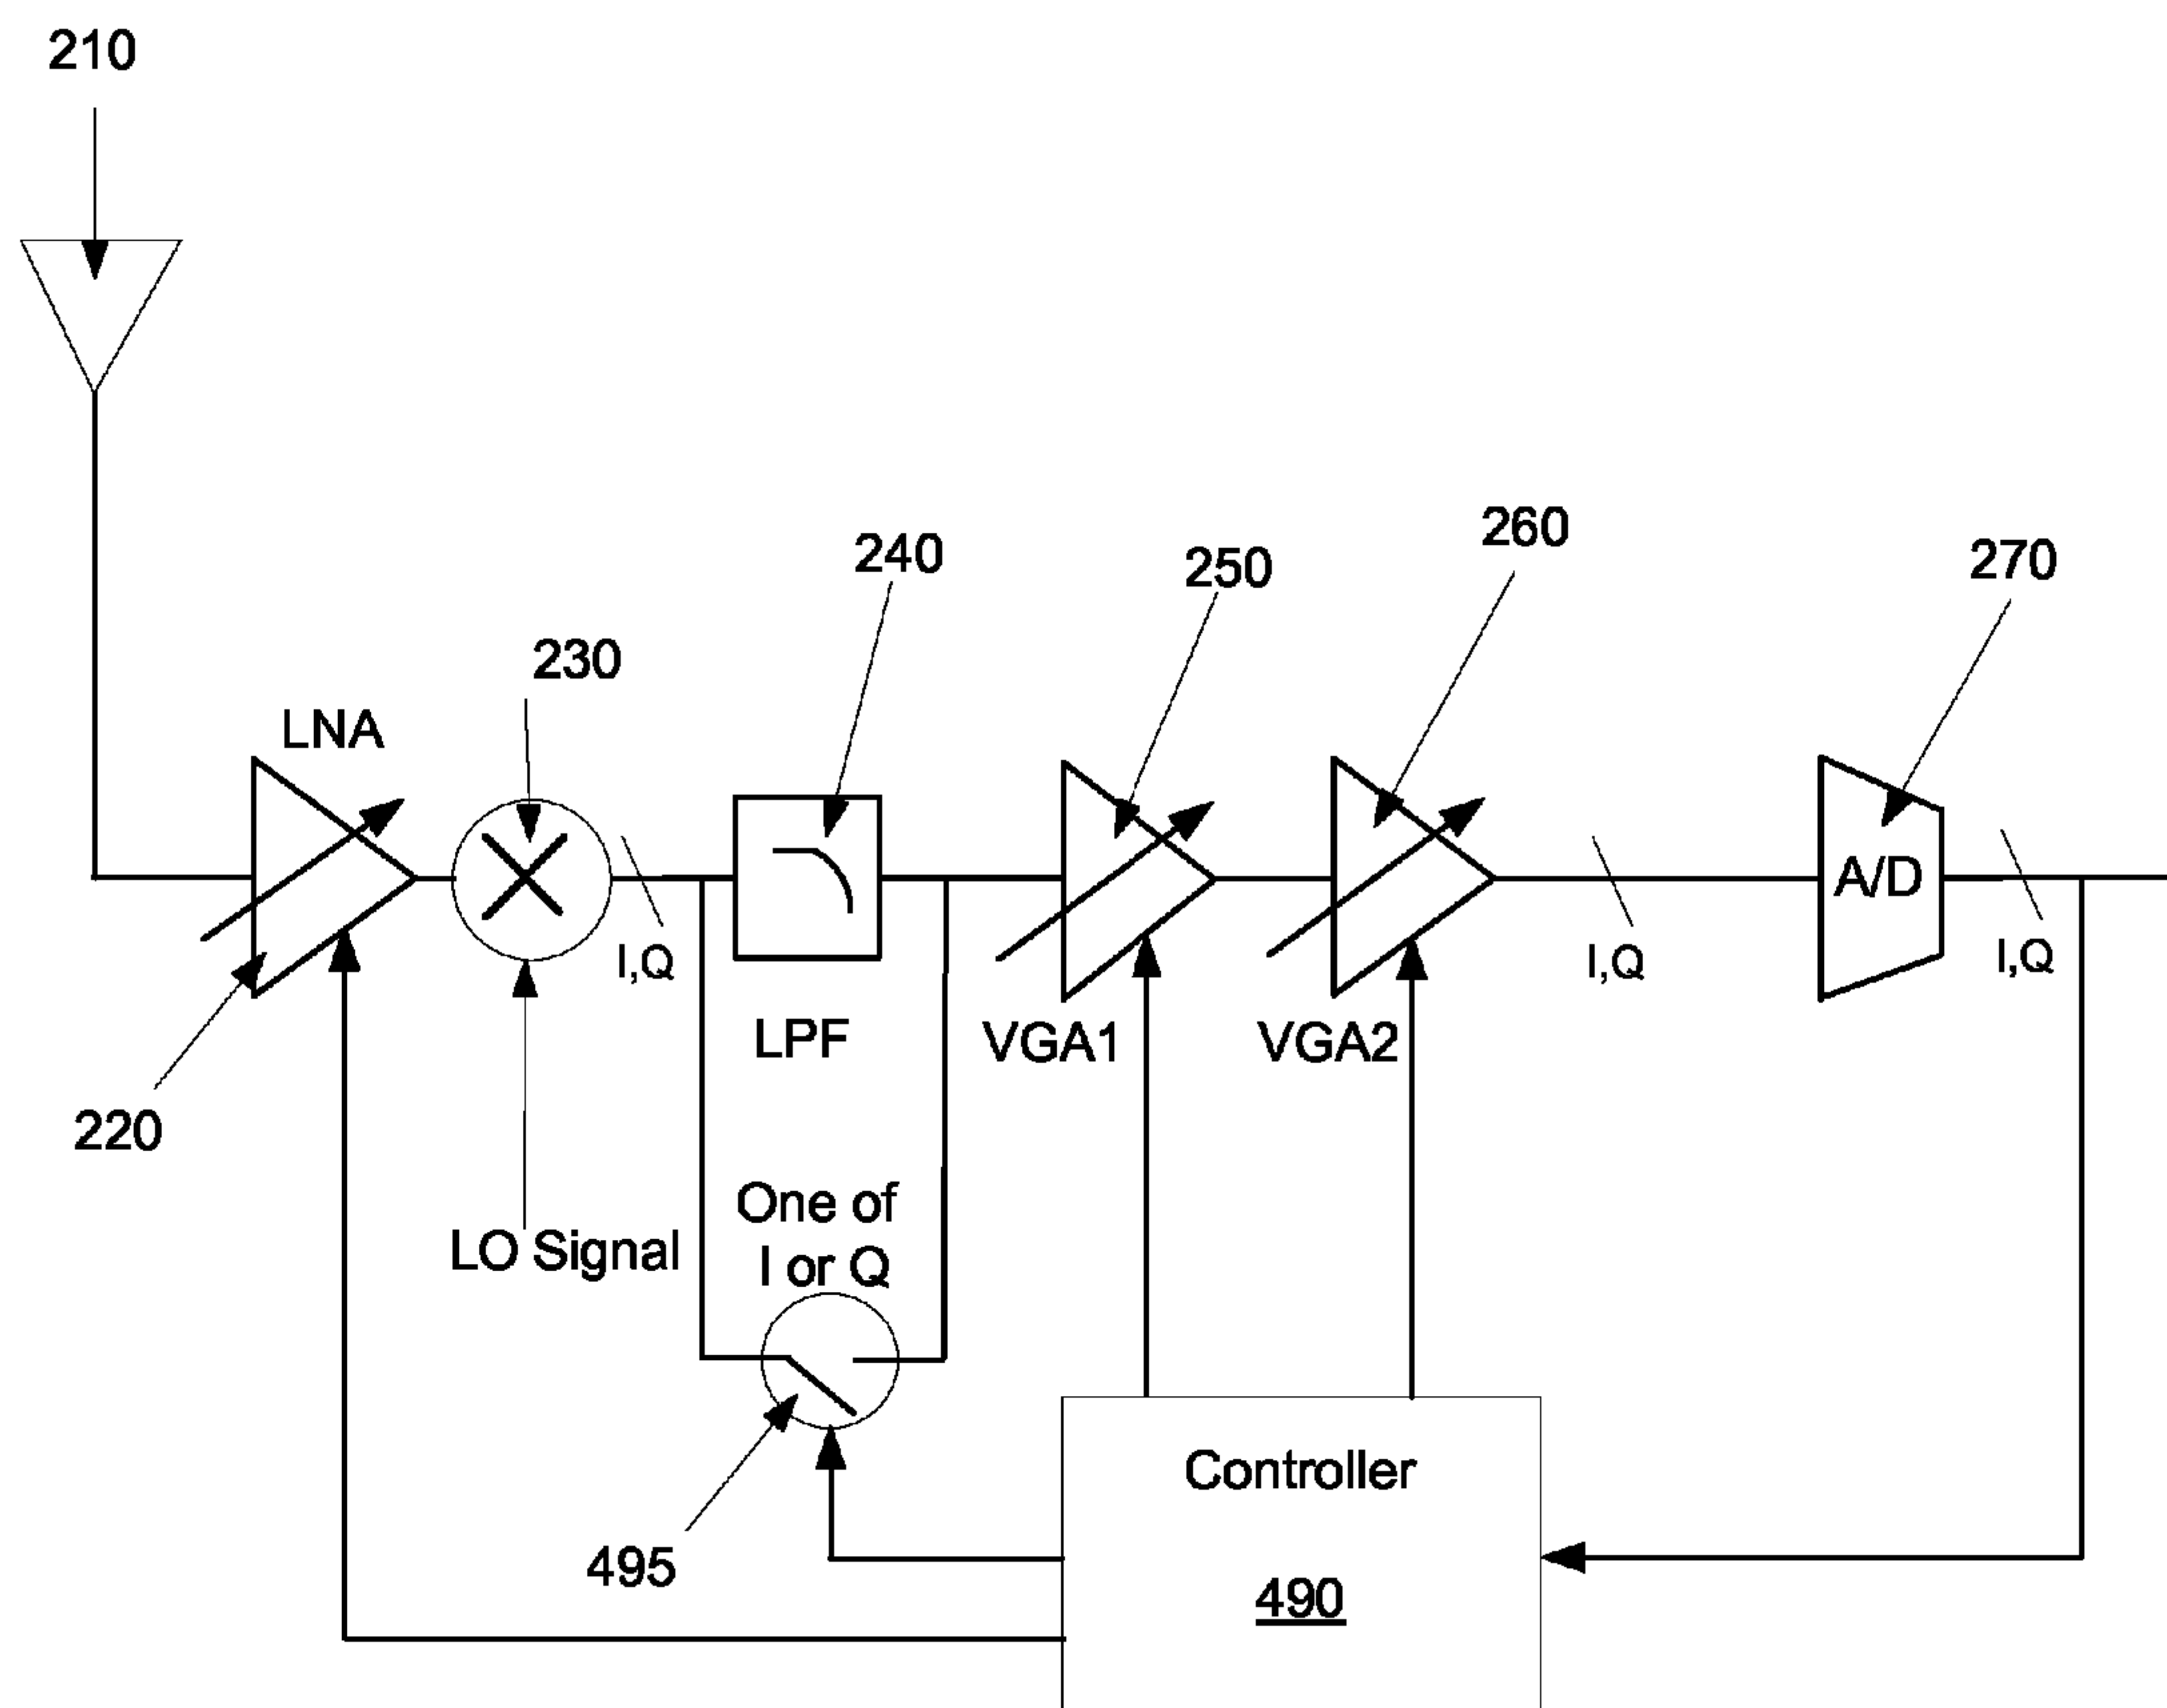 210
260
240
250
270
230
LNA
A/D
I,Q
I,Q
I,Q
LPF
VGA1
VGA2
220
One of
I or Q
LO Signal
Controller
495
490